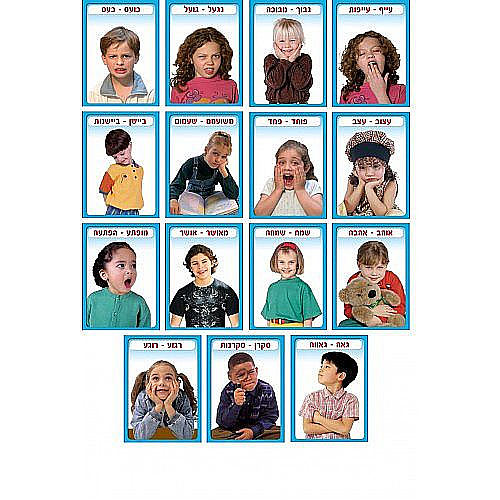 עייף - עייפות
נבוך - מבוכה
נגעל - גועל
כועס - כעס
עצוב - עצב
פוחד - פחד
משועמם - שעמום
ביישן - ביישנות
אוהב - אהבה
שמח - שמחה
מאושר - אושר
מופתע - הפתעה
גאה - גאווה
סקרן - סקרנות
רגוע - רוגע